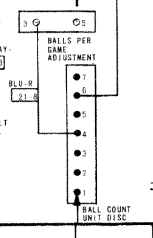 3 5
BALLS PER
GAME
ADJUSTMENT
AY-
BLU-R
21-8
LT
7
6
5
4
3
2
1
BALL COUNT
UNIT DISC